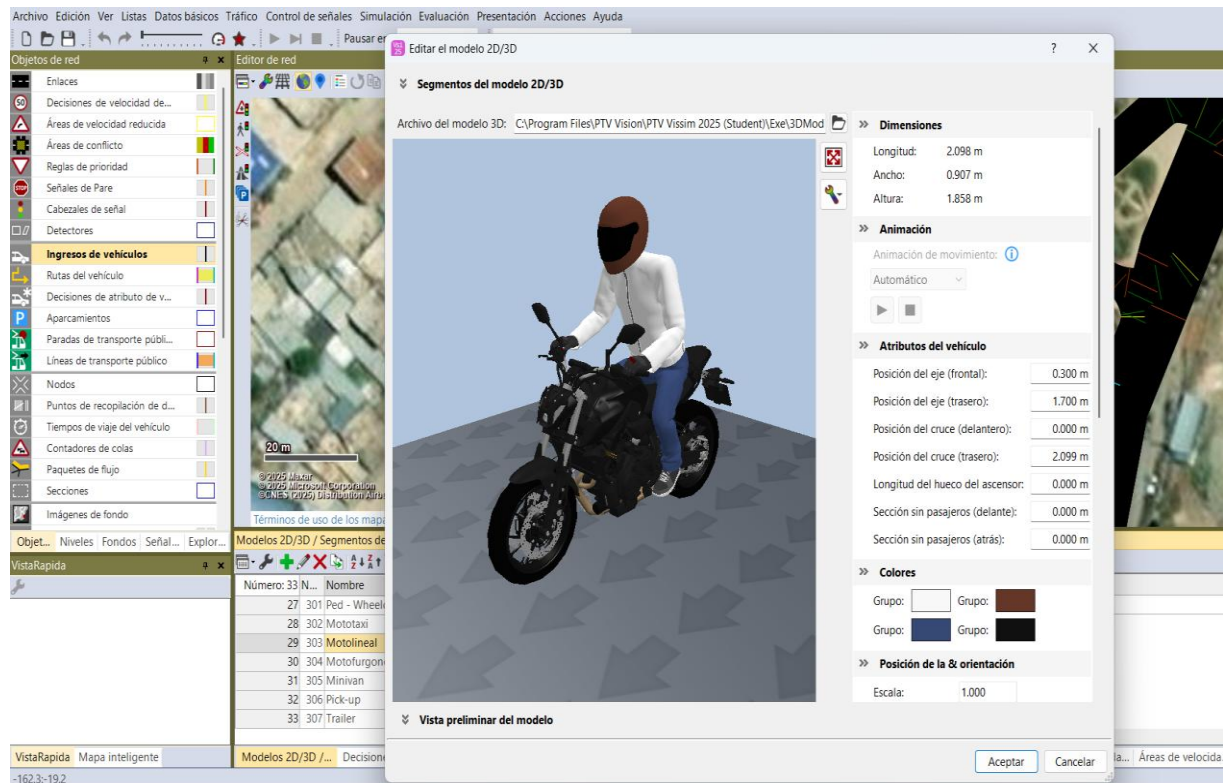 Archivo Edición Ver Listas Datos básicos Tráfico Control de señales Simulación Evaluación Presentación Acciones Ayuda
Pausar en
Objetos de red
Editor de red
Enlaces
Decisiones de velocidad de...
Áreas de velocidad reducida
Áreas de conflicto
Reglas de prioridad
Señales de Pare
Cabezales de señal
Detectores
Ingresos de vehículos
Rutas del vehículo
Decisiones de atributo de v...
Aparcamientos
Paradas de transporte públi...
Líneas de transporte público
Nodos
Puntos de recopilación de d...
Tiempos de viaje del vehículo
Contadores de colas
Paquetes de flujo
Secciones
Imágenes de fondo
Objet... Niveles Fondos Señal... Explor...
VistaRapida
VistaRapida Mapa inteligente
-162.3:-19.2
20 m
© 2025 Maxar
© 2025 Microsoft Corporation
©CNES (2025) Distribution Airbu
Términos de uso de los mapa
Modelos 2D/3D / Segmentos de
Número: 33 N... Nombre
27 301 Ped - Wheel
28 302 Mototaxi
29 303 Motolineal
30 304 Motofurgon
31 305 Minivan
32 306 Pick-up
33 307 Trailer
Modelos 2D/3D /... Decision
Editar el modelo 2D/3D
Segmentos del modelo 2D/3D
Archivo del modelo 3D: C:\Program Files\PTV Vision\PTV Vissim 2025 (Student)\Exe\3DMod
Dimensiones
Longitud: 2.098 m
Ancho: 0.907 m
Altura: 1.858 m
Animación
Animación de movimiento:
Automático
Atributos del vehículo
Posición del eje (frontal): 0.300 m
Posición del eje (trasero): 1.700 m
Posición del cruce (delantero): 0.000 m
Posición del cruce (trasero): 2.099 m
Longitud del hueco del ascensor: 0.000 m
Sección sin pasajeros (delante): 0.000 m
Sección sin pasajeros (atrás): 0.000 m
Colores
Grupo: Grupo:
Grupo: Grupo:
Posición de la & orientación
Escala: 1.000
Vista preliminar del modelo
Aceptar Cancelar
la... Áreas de velocida